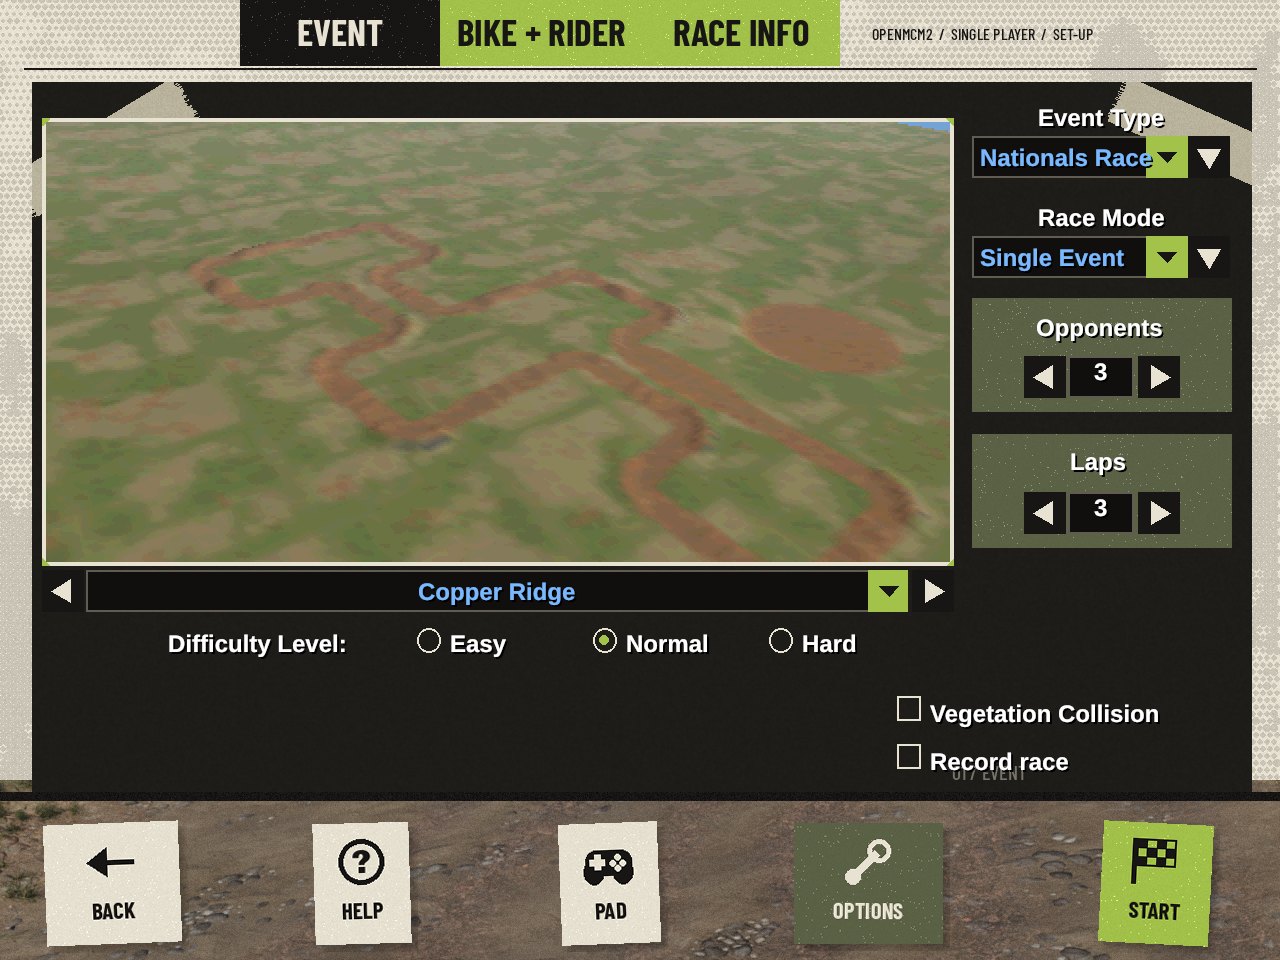 EVENT
BIKE + RIDER
RACE INFO
OPENMCM2 / SINGLE PLAYER / SET-UP
Event Type
Nationals Race
Race Mode
Single Event
Opponents
3
Laps
3
Copper Ridge
Difficulty Level:
Easy
Normal
Hard
Vegetation Collision
Record race
BACK
HELP
PAD
OPTIONS
START